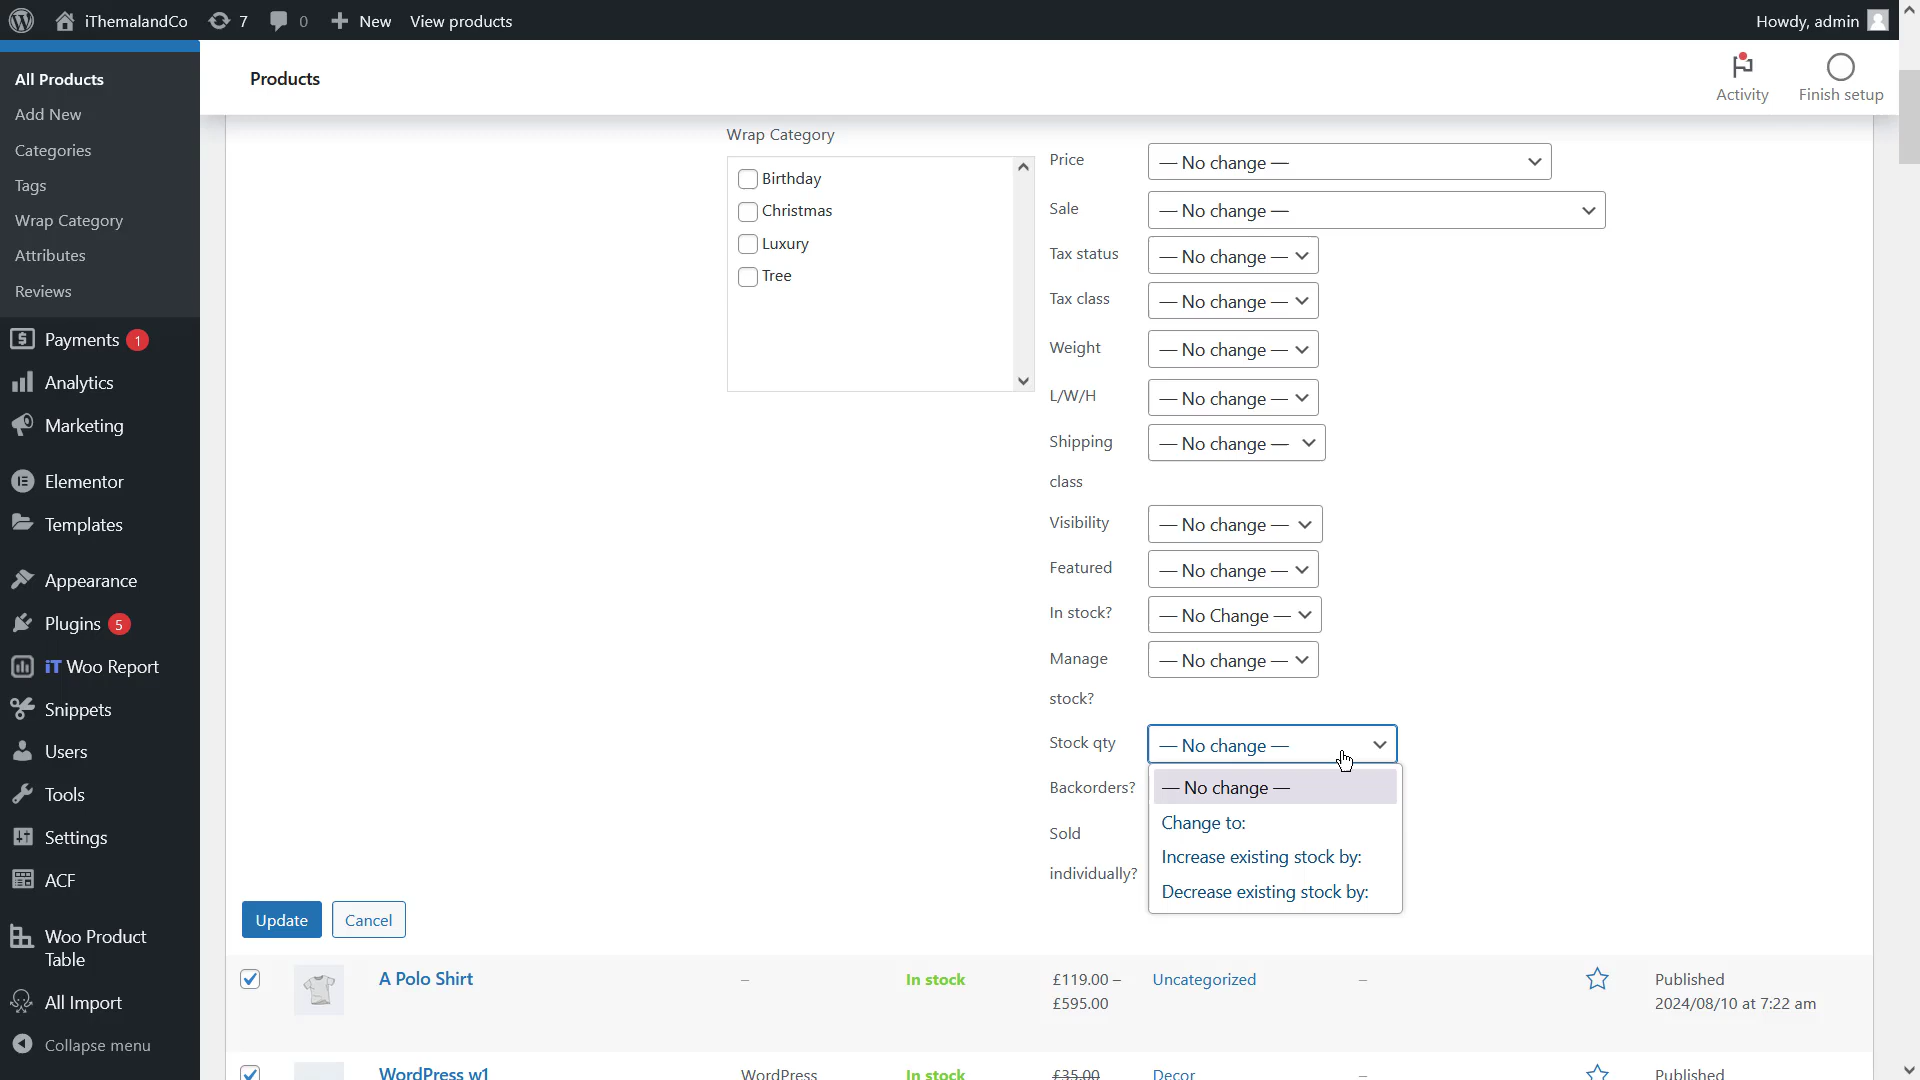 iThemalandCo 7 0 New View products Howdy, admin
All Products
Add New
Categories
Tags
Wrap Category
Attributes
Reviews
Payments 1
Analytics
Marketing
Elementor
Templates
Appearance
Plugins 5
iT Woo Report
Snippets
Users
Tools
Settings
ACF
Woo Product
Table
All Import
Collapse menu
Products
Activity
Finish setup
Wrap Category
Birthday
Christmas
Luxury
Tree
Price — No change —
Sale — No change —
Tax status — No change —
Tax class — No change —
Weight — No change —
L/W/H — No change —
Shipping — No change —
class
Visibility — No change —
Featured — No change —
In stock? — No Change —
Manage — No change —
stock?
Stock qty — No change —
Backorders? — No change —
Change to:
Sold
Increase existing stock by:
individually?
Decrease existing stock by:
Update Cancel
A Polo Shirt – In stock £119.00 – Uncategorized – Published
£595.00 2024/08/10 at 7:22 am
WordPress w1 WordPress In stock £35.00 Decor – Published